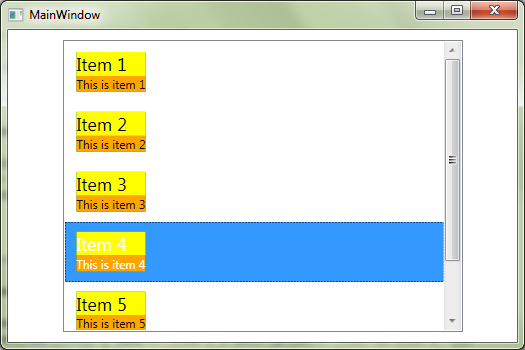 MainWindow
Item 1
This is item 1
Item 2
This is item 2
Item 3
This is item 3
Item 4
This is item 4
Item 5
This is item 5